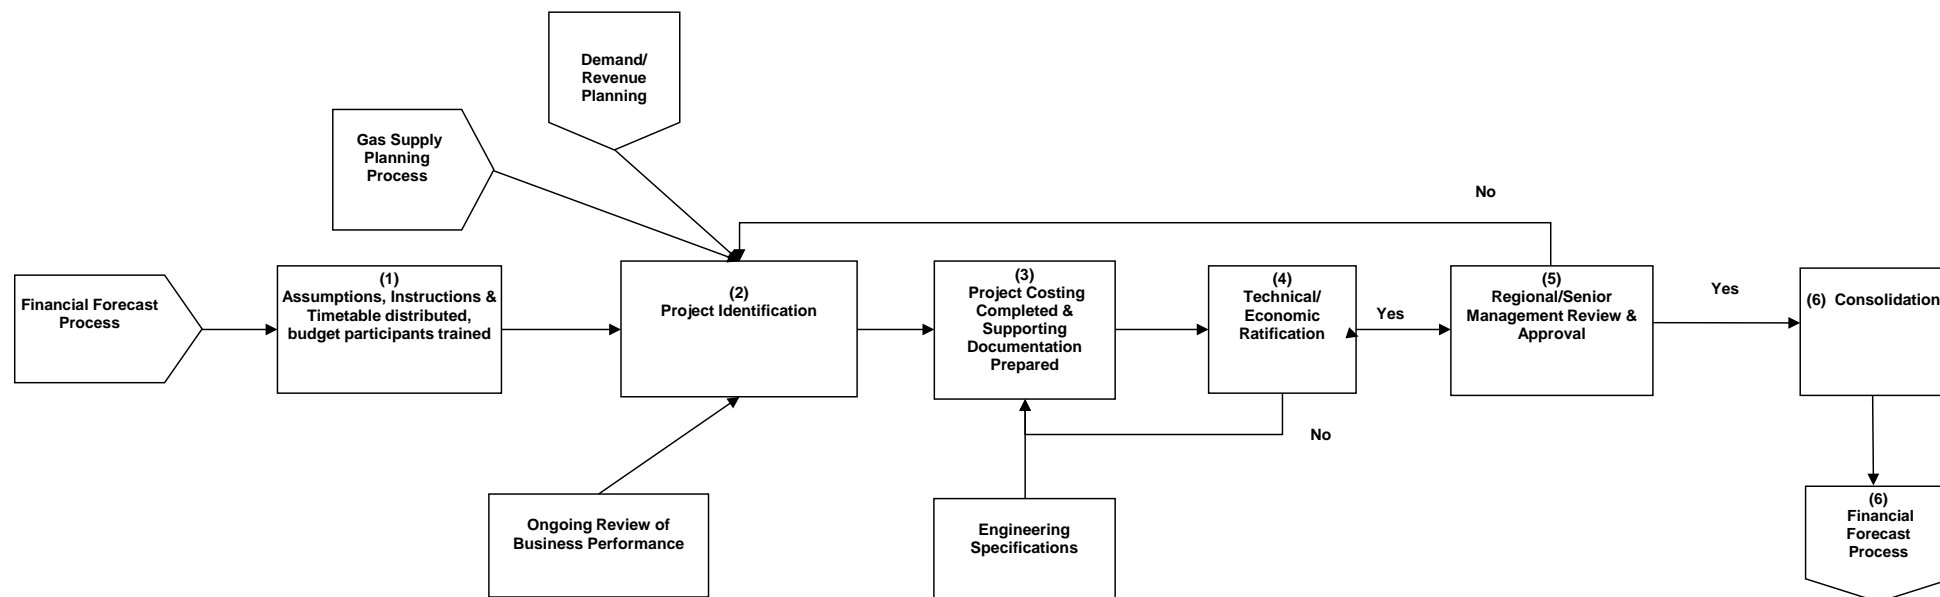 Demand/
Revenue
Planning
Gas Supply
Planning
Process
No
Financial Forecast
Process
(1)
Assumptions, Instructions &
Timetable distributed,
budget participants trained
(2)
Project Identification
(3)
Project Costing
Completed &
Supporting
Documentation
Prepared
(4)
Technical/
Economic
Ratification
Yes
(5)
Regional/Senior
Management Review &
Approval
Yes
(6) Consolidation
No
Ongoing Review of
Business Performance
Engineering
Specifications
(6)
Financial
Forecast
Process